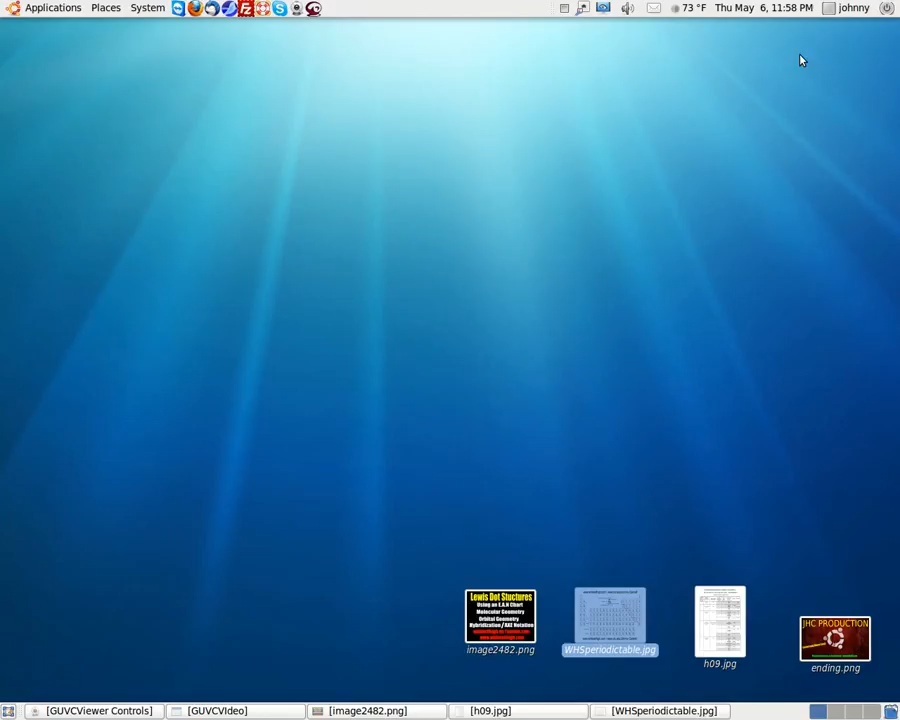 Applications Places System
73 °F Thu May 6, 11:58 PM johnny
Lewis Dot Stuctures
Using an E.A.N Chart
Molecular Geometry
Orbital Geometry
Hybridization / AXE Notation
image2482.png
WHSperiodictable.jpg
h09.jpg
JHC PRODUCTION
ending.png
[GUVCViewer Controls] [GUVCVideo] [image2482.png] [h09.jpg] [WHSperiodictable.jpg]